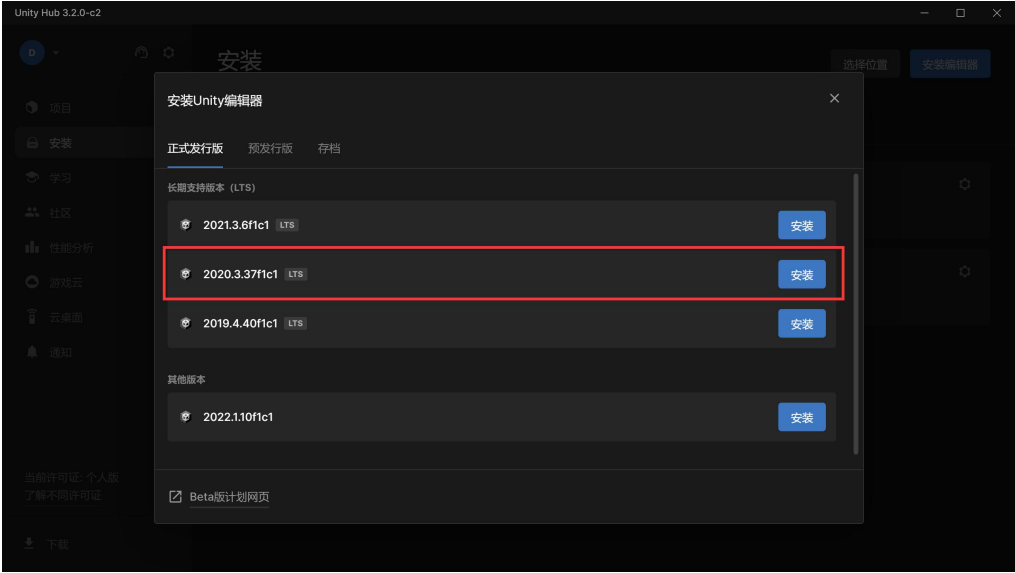 Unity Hub 3.2.0-c2
D
安装
选择位置
安装编辑器
项目
安装
学习
社区
性能分析
游戏云
云桌面
通知
当前许可证: 个人版
了解不同许可证
下载
安装Unity编辑器
正式发行版
预发行版
存档
长期支持版本（LTS）
2021.3.6f1c1 LTS
安装
2020.3.37f1c1 LTS
安装
2019.4.40f1c1 LTS
安装
其他版本
2022.1.10f1c1
安装
Beta版计划网页